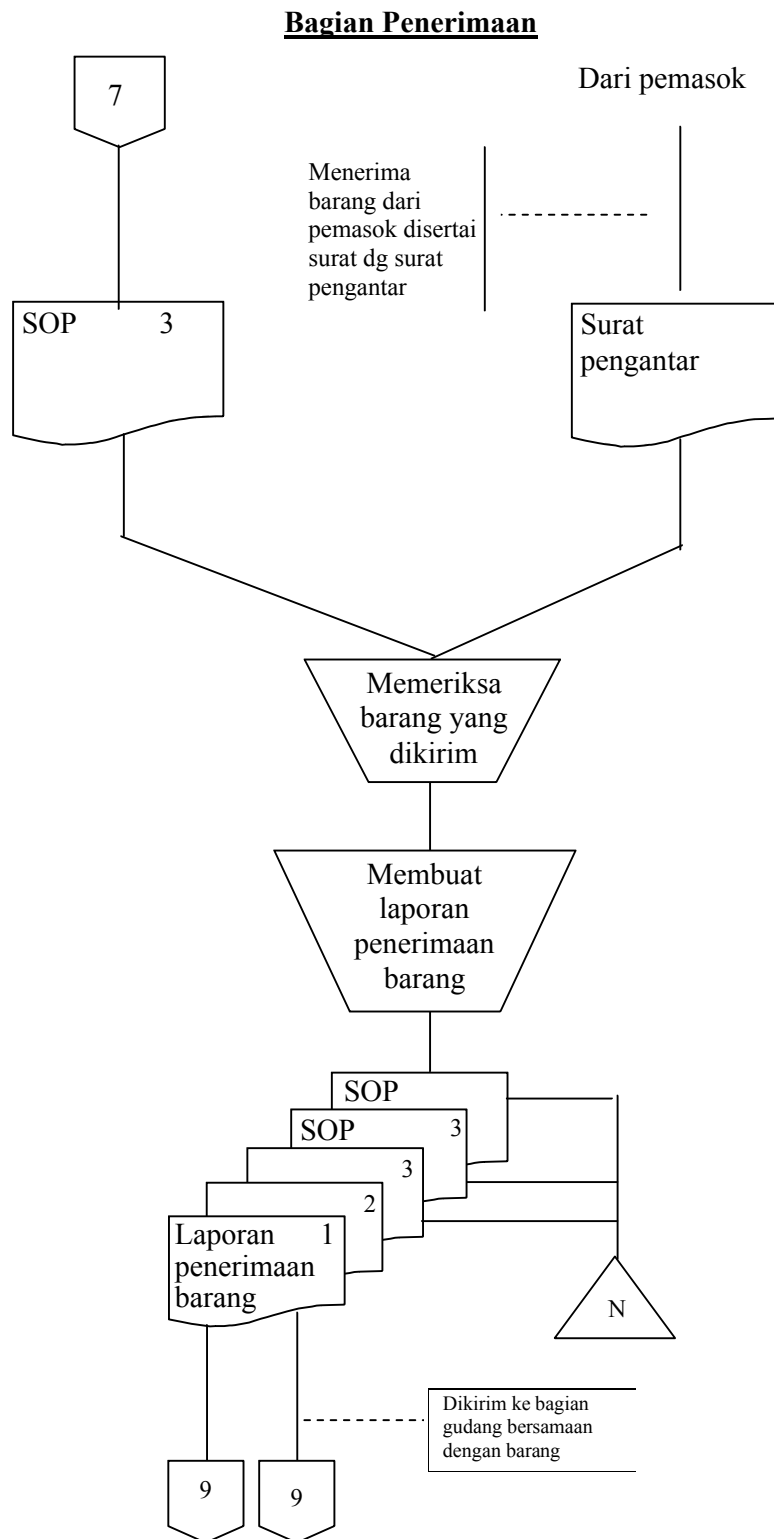 Bagian Penerimaan
7
Dari pemasok
Menerima
barang dari
pemasok disertai
surat dg surat
pengantar
SOP 3
Surat
pengantar
Memeriksa
barang yang
dikirim
Membuat
laporan
penerimaan
barang
SOP
SOP 3
3
2
Laporan 1
penerimaan
barang
N
Dikirim ke bagian
gudang bersamaan
dengan barang
9
9